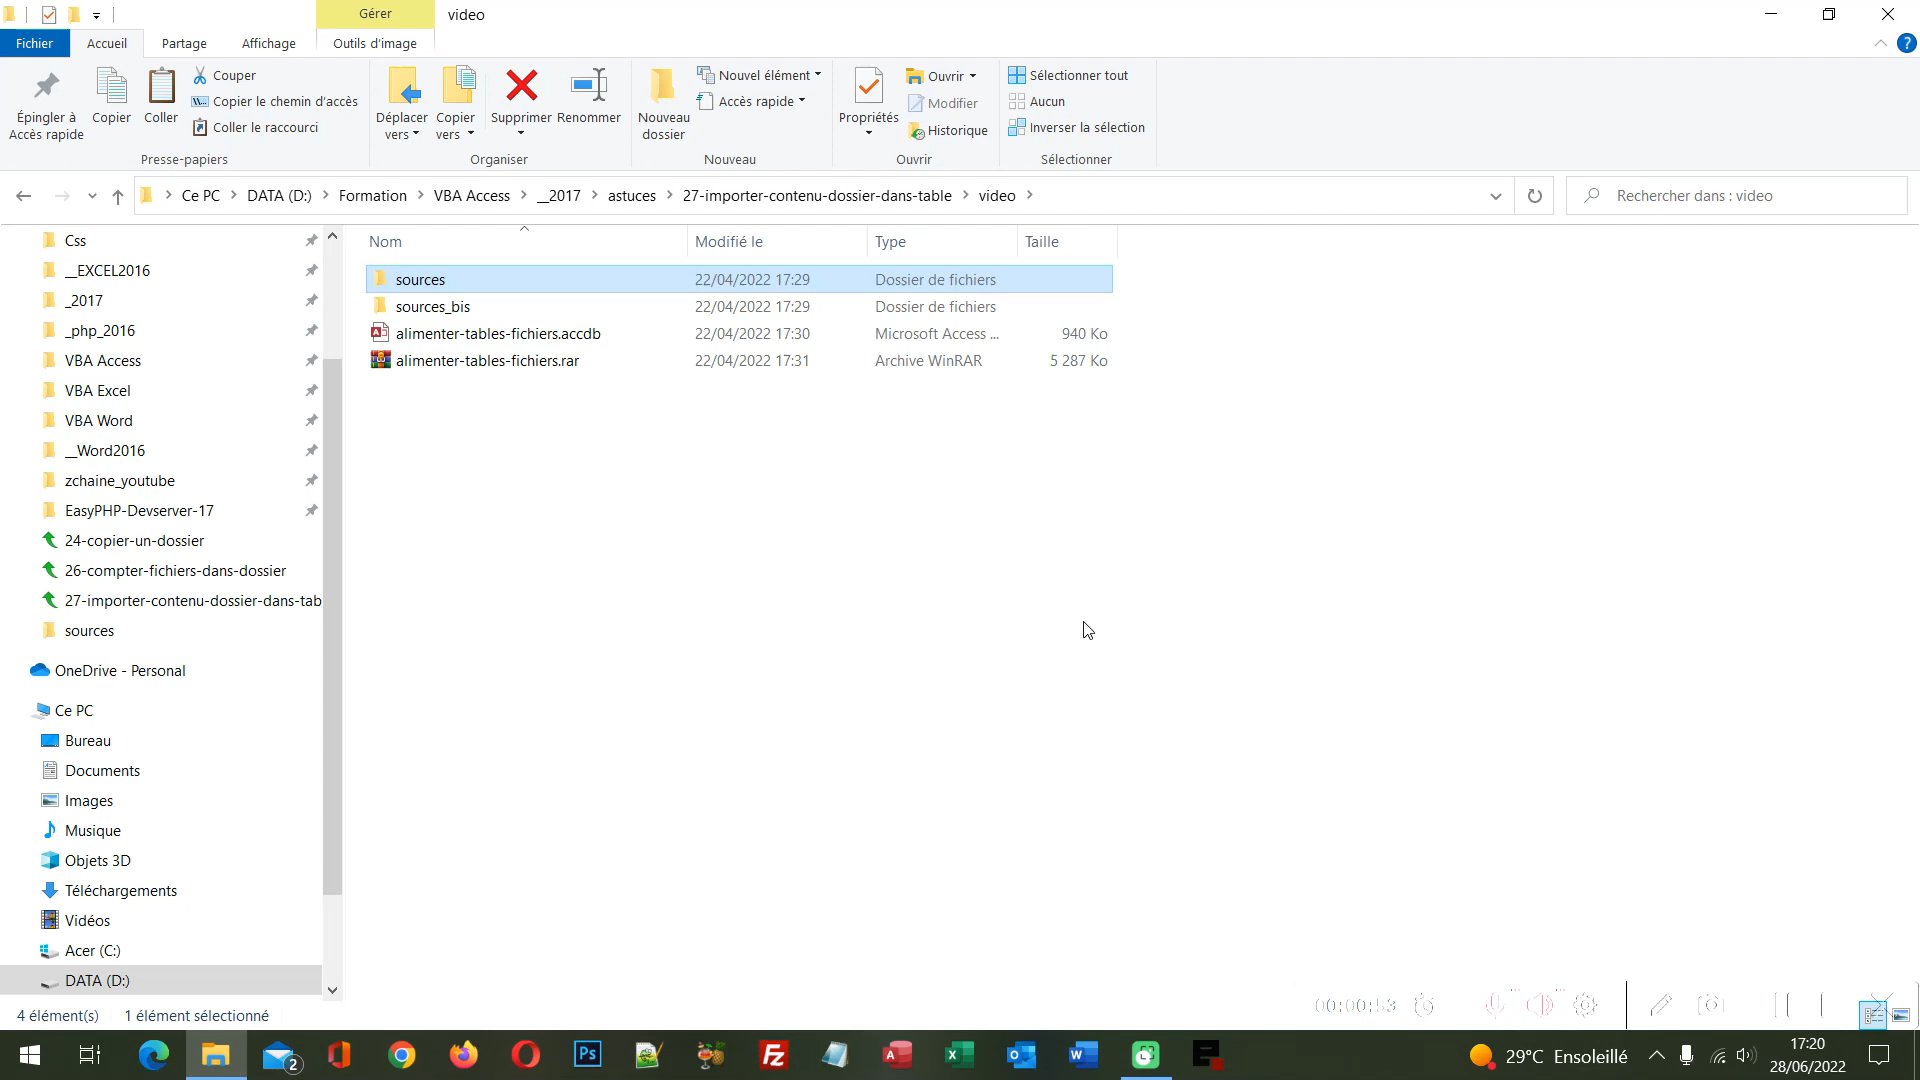 Gérer
video
Fichier
Accueil
Partage
Affichage
Outils d'image
?
Épingler à
Accès rapide
Copier
Coller
Couper
Copier le chemin d'accès
Coller le raccourci
Presse-papiers
Déplacer
vers
Copier
vers
Supprimer
Renommer
Organiser
Nouveau
dossier
Nouvel élément
Accès rapide
Nouveau
Propriétés
Ouvrir
Modifier
Historique
Ouvrir
Sélectionner tout
Aucun
Inverser la sélection
Sélectionner
Ce PC
DATA (D:)
Formation
VBA Access
__2017
astuces
27-importer-contenu-dossier-dans-table
video
Rechercher dans : video
Css
__EXCEL2016
_2017
_php_2016
VBA Access
VBA Excel
VBA Word
__Word2016
zchaine_youtube
EasyPHP-Devserver-17
24-copier-un-dossier
26-compter-fichiers-dans-dossier
27-importer-contenu-dossier-dans-tab
sources
OneDrive - Personal
Ce PC
Bureau
Documents
Images
Musique
Objets 3D
Téléchargements
Vidéos
Acer (C:)
DATA (D:)
Nom Modifié le Type Taille
sources 22/04/2022 17:29 Dossier de fichiers
sources_bis 22/04/2022 17:29 Dossier de fichiers
alimenter-tables-fichiers.accdb 22/04/2022 17:30 Microsoft Access ... 940 Ko
alimenter-tables-fichiers.rar 22/04/2022 17:31 Archive WinRAR 5 287 Ko
00:00:53
4 élément(s) 1 élément sélectionné
2
Ps
Fz
A
X
O
W
29°C Ensoleillé
17:20
28/06/2022